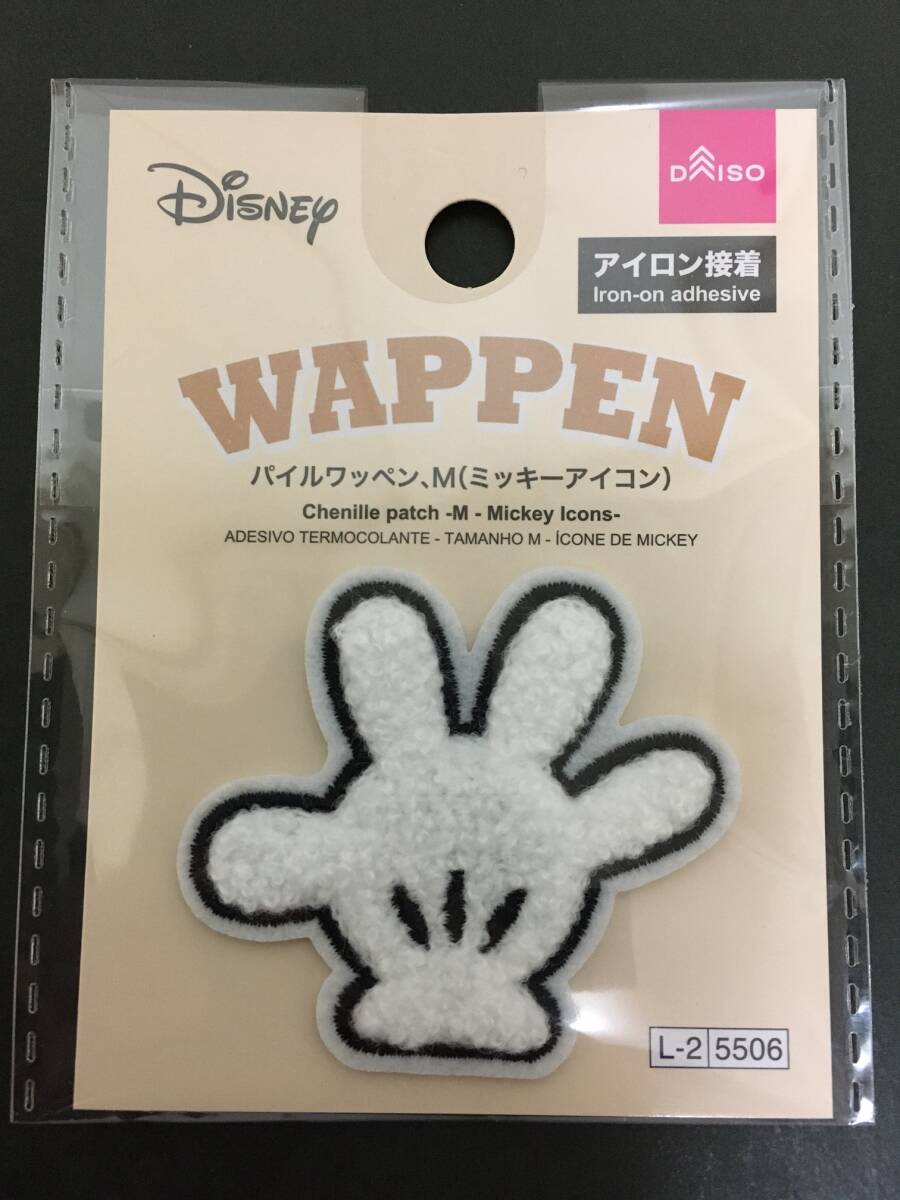 Disney
DAISO
アイロン接着
Iron-on adhesive
WAPPEN
パイルワッペン、M(ミッキーアイコン)
Chenille patch -M - Mickey Icons-
ADESIVO TERMOCOLANTE - TAMANHO M - ÍCONE DE MICKEY
L-2 5506